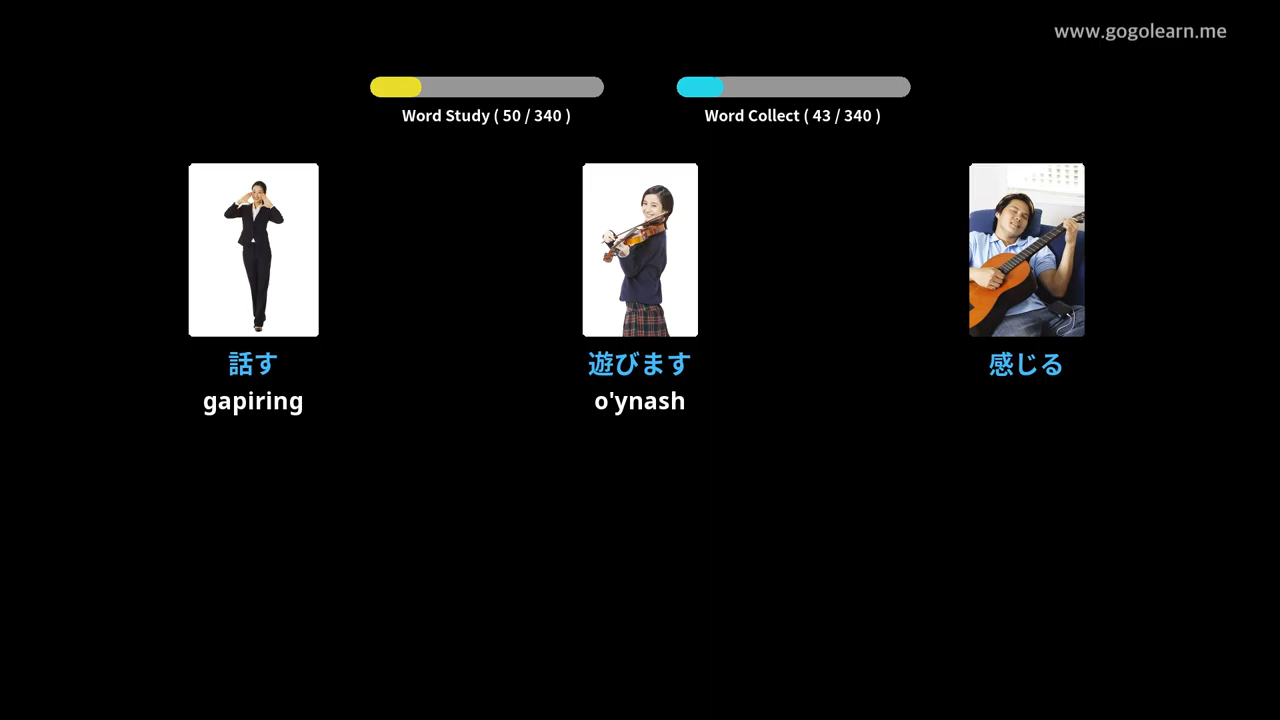 www.gogolearn.me
Word Study ( 50 / 340 )
Word Collect ( 43 / 340 )
話す
遊びます
感じる
gapiring
o'ynash